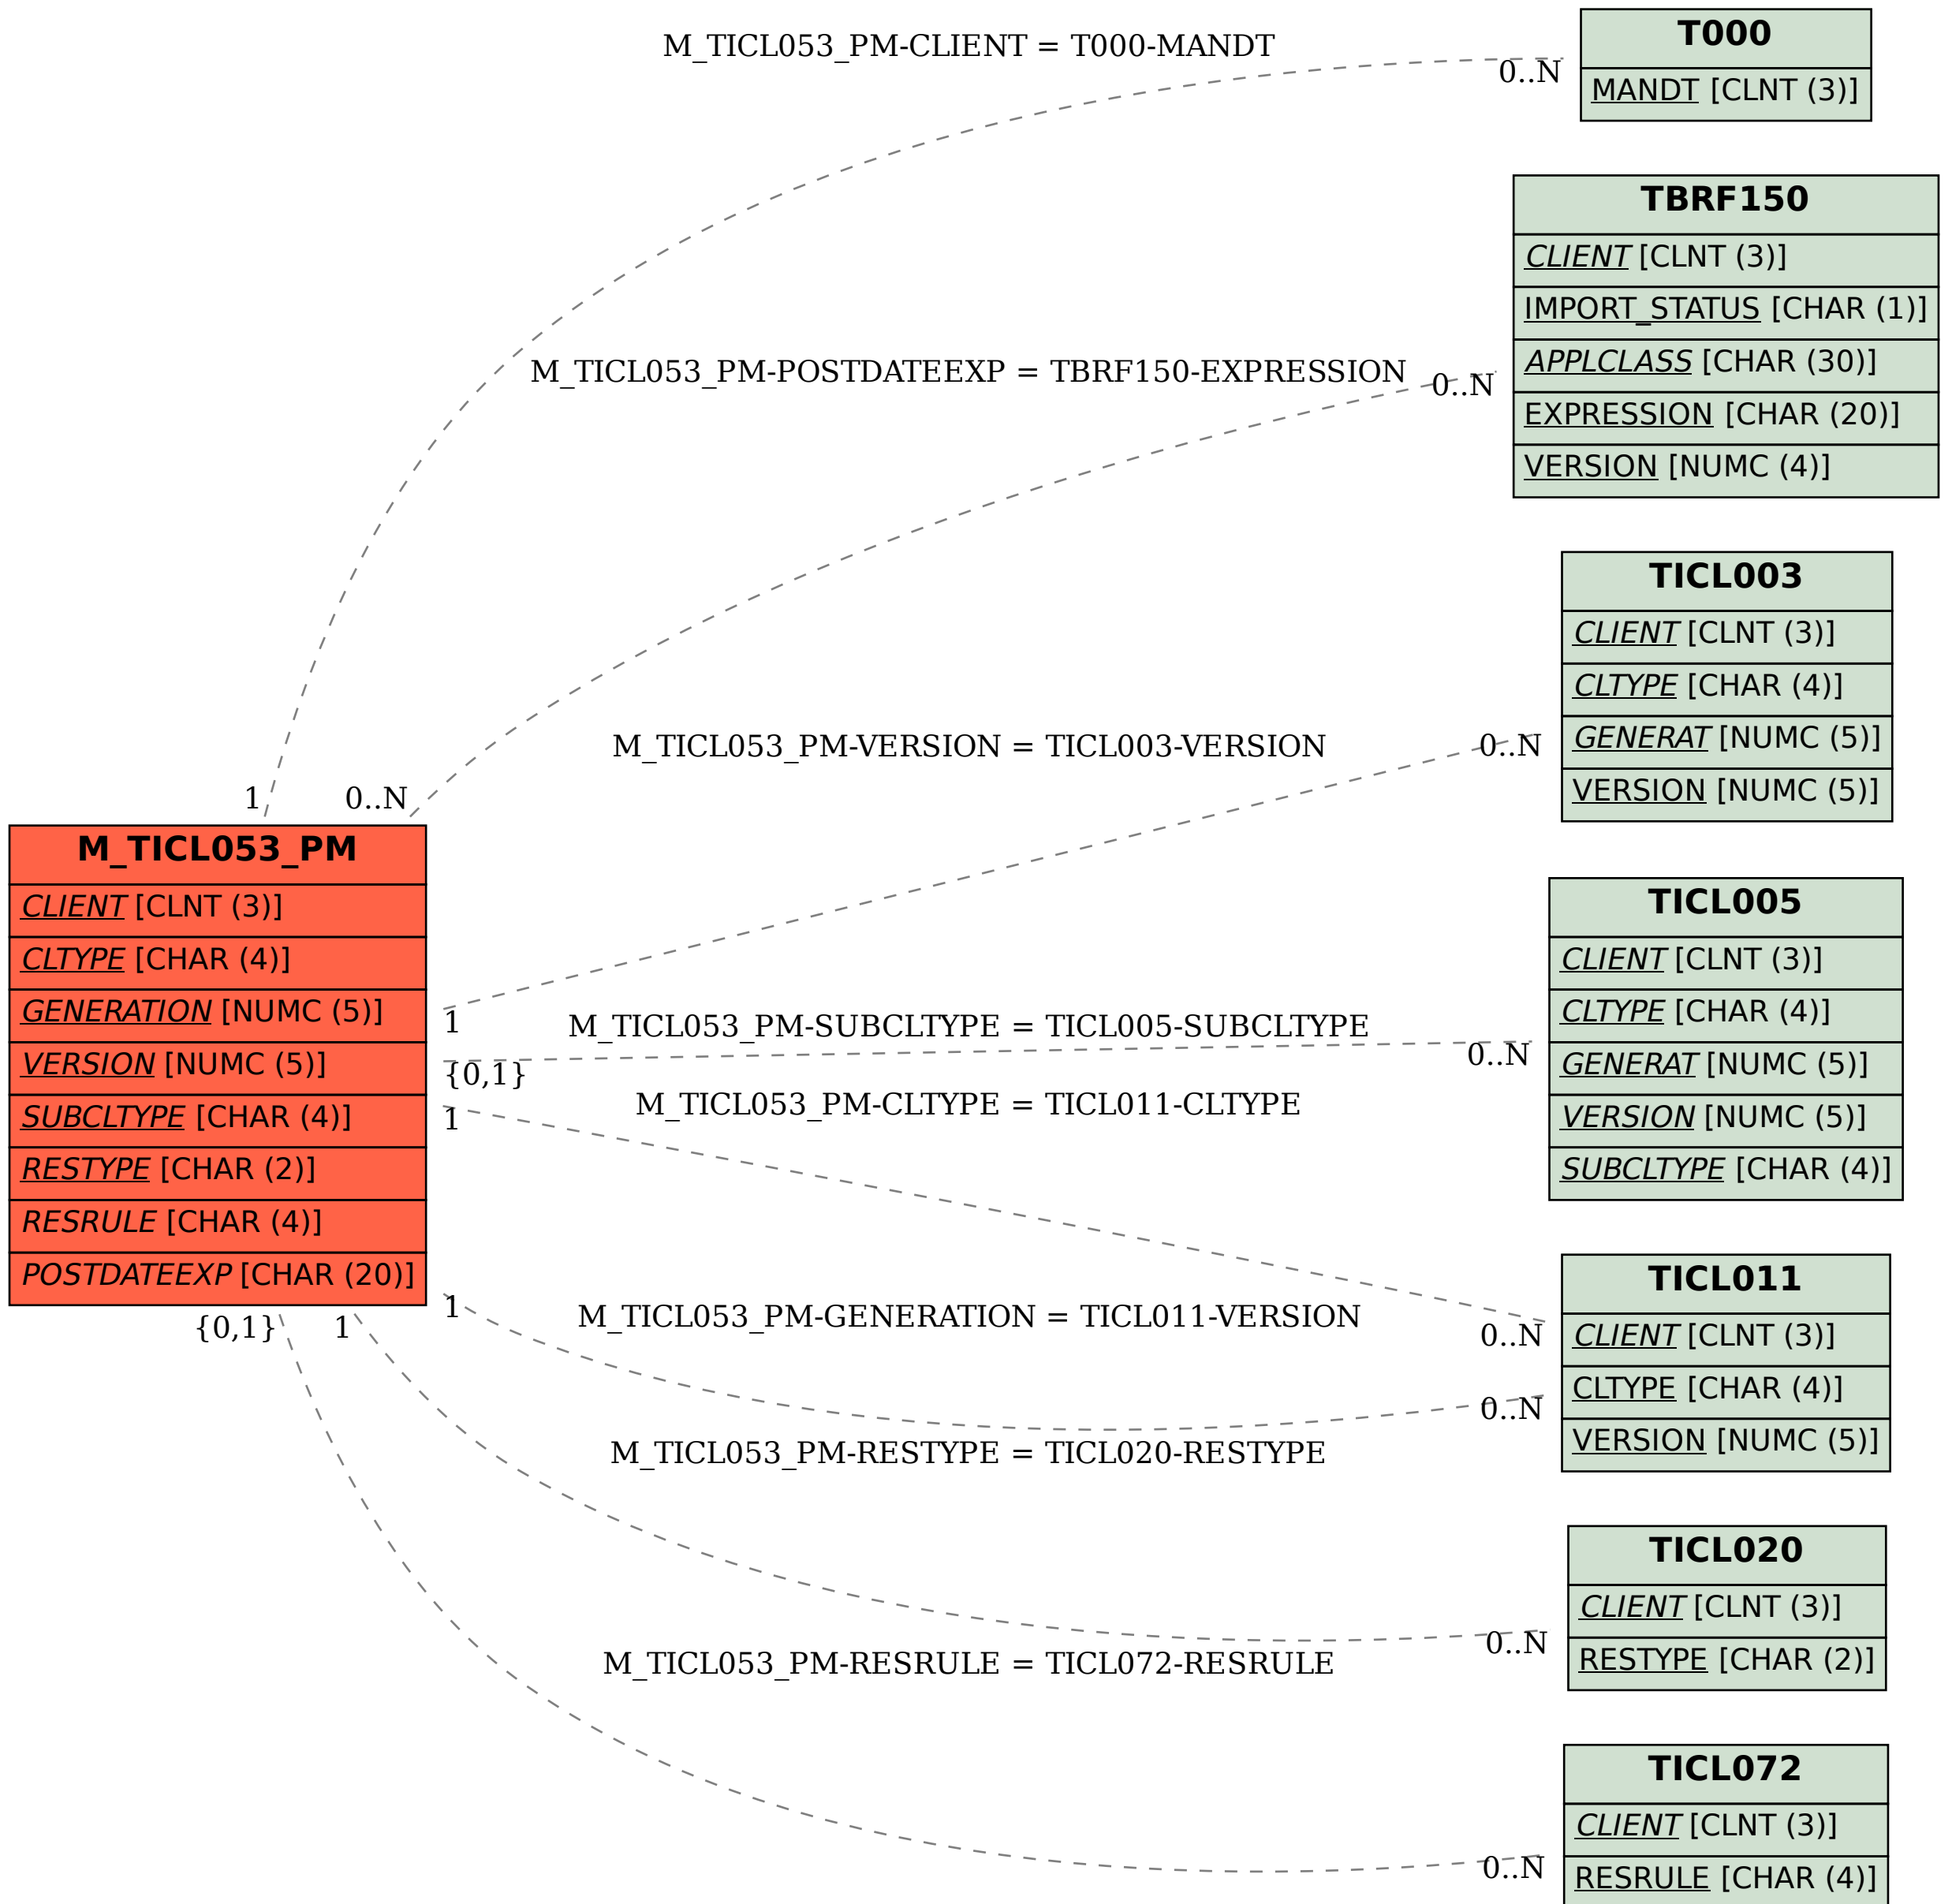 M_TICL053_PM-CLIENT = T000-MANDT
0..N
1
T000
MANDT [CLNT (3)]
TBRF150
CLIENT [CLNT (3)]
IMPORT_STATUS [CHAR (1)]
APPLCLASS [CHAR (30)]
EXPRESSION [CHAR (20)]
VERSION [NUMC (4)]
M_TICL053_PM-POSTDATEEXP = TBRF150-EXPRESSION
0..N
0..N
TICL003
CLIENT [CLNT (3)]
CLTYPE [CHAR (4)]
GENERAT [NUMC (5)]
VERSION [NUMC (5)]
M_TICL053_PM-VERSION = TICL003-VERSION
0..N
1
M_TICL053_PM
CLIENT [CLNT (3)]
CLTYPE [CHAR (4)]
GENERATION [NUMC (5)]
VERSION [NUMC (5)]
SUBCLTYPE [CHAR (4)]
RESTYPE [CHAR (2)]
RESRULE [CHAR (4)]
POSTDATEEXP [CHAR (20)]
TICL005
CLIENT [CLNT (3)]
CLTYPE [CHAR (4)]
GENERAT [NUMC (5)]
VERSION [NUMC (5)]
SUBCLTYPE [CHAR (4)]
M_TICL053_PM-SUBCLTYPE = TICL005-SUBCLTYPE
0..N
{0,1}
M_TICL053_PM-CLTYPE = TICL011-CLTYPE
1
0..N
TICL011
CLIENT [CLNT (3)]
CLTYPE [CHAR (4)]
VERSION [NUMC (5)]
M_TICL053_PM-GENERATION = TICL011-VERSION
1
0..N
M_TICL053_PM-RESTYPE = TICL020-RESTYPE
1
0..N
TICL020
CLIENT [CLNT (3)]
RESTYPE [CHAR (2)]
M_TICL053_PM-RESRULE = TICL072-RESRULE
{0,1}
0..N
TICL072
CLIENT [CLNT (3)]
RESRULE [CHAR (4)]